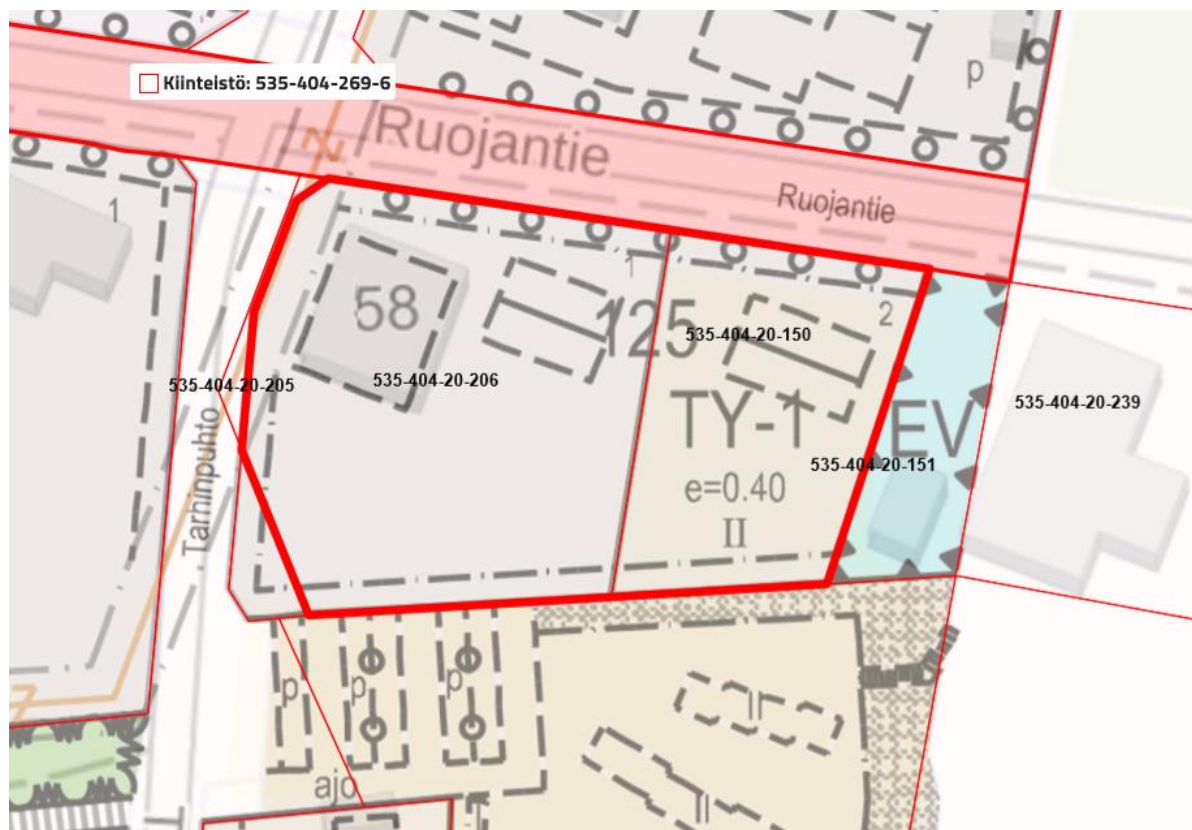 p
Kiinteistö: 535-404-269-6
Ruojantie
Ruojantie
1
1
58
125
2
535-404-20-150
535-404-20-205
535-404-20-206
535-404-20-239
TY-1
EV
Tarhinpuhto
535-404-20-151
e=0.40
II
p
p
p
II
ajo
II